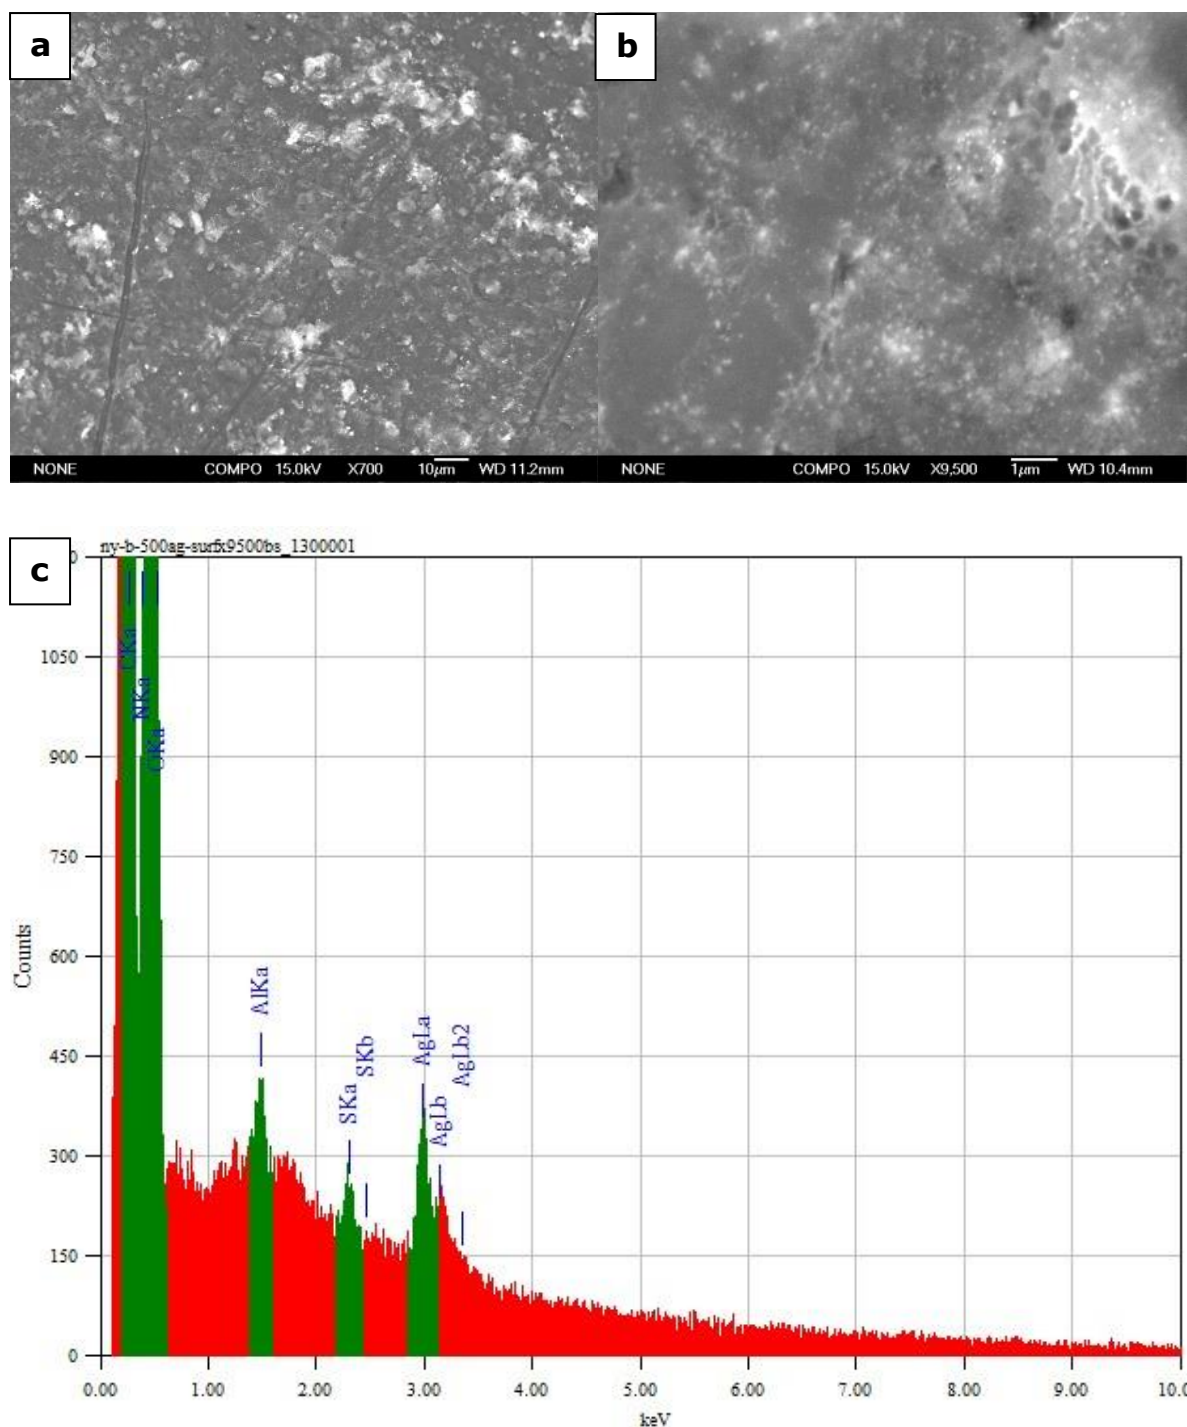 a
b
NONE COMPO 15.0kV X700 10µm WD 11.2mm
NONE COMPO 15.0kV X9,500 1µm WD 10.4mm
c
ny-b-500ag-surfx9500bs_1300001
0
1050
900
750
600
450
300
150
0
Counts
CKa
NKa
OKa
AlKa
SKa
SKb
AgLa
AgLb
AgLb2
0.00 1.00 2.00 3.00 4.00 5.00 6.00 7.00 8.00 9.00 10.0
keV